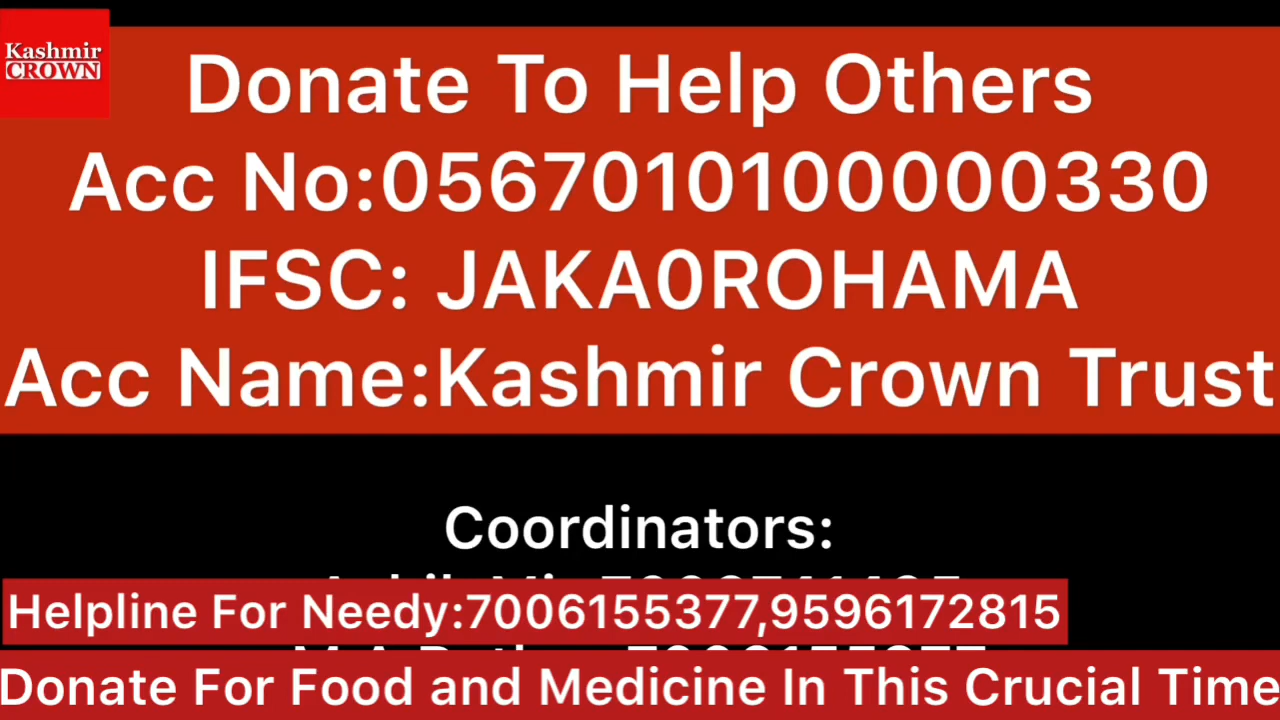 Kashmir
CROWN
Donate To Help Others
Acc No:0567010100000330
IFSC: JAKA0ROHAMA
Acc Name:Kashmir Crown Trust
Coordinators:
Helpline For Needy:7006155377,9596172815
Donate For Food and Medicine In This Crucial Time